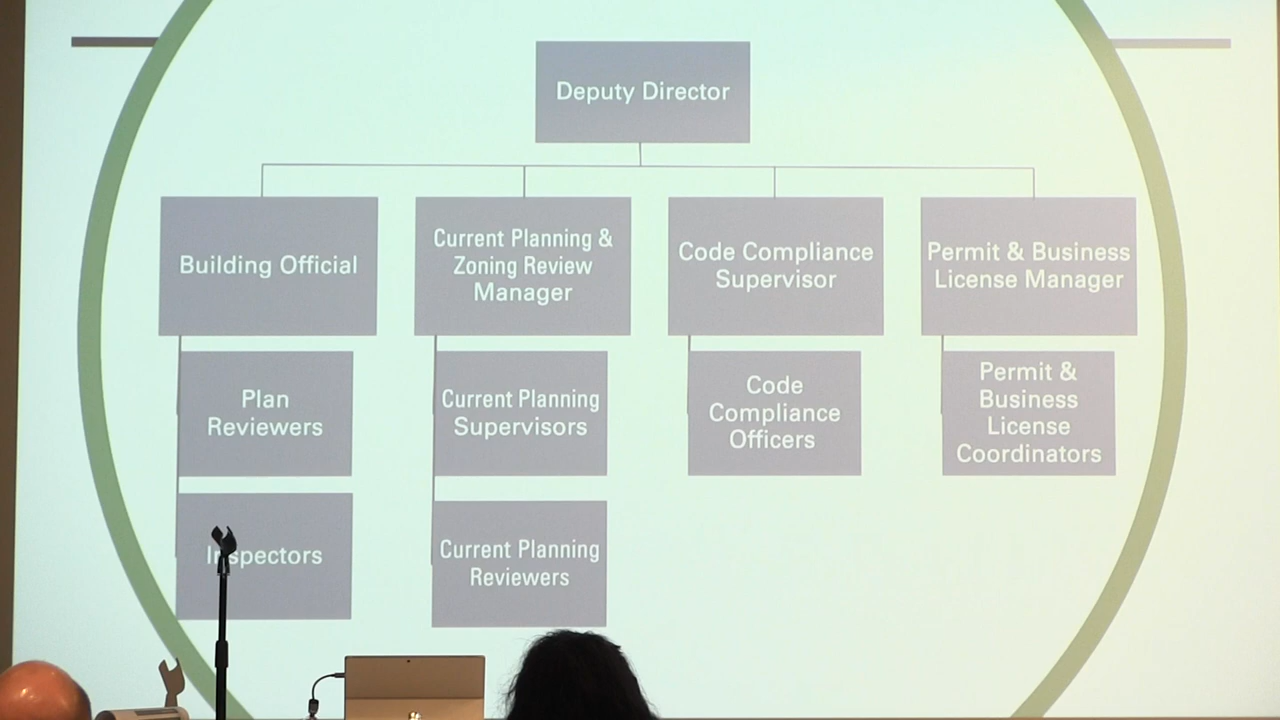 Deputy Director
Building Official
Current Planning &
Zoning Review
Manager
Code Compliance
Supervisor
Permit & Business
License Manager
Plan
Reviewers
Current Planning
Supervisors
Code
Compliance
Officers
Permit &
Business
License
Coordinators
Inspectors
Current Planning
Reviewers